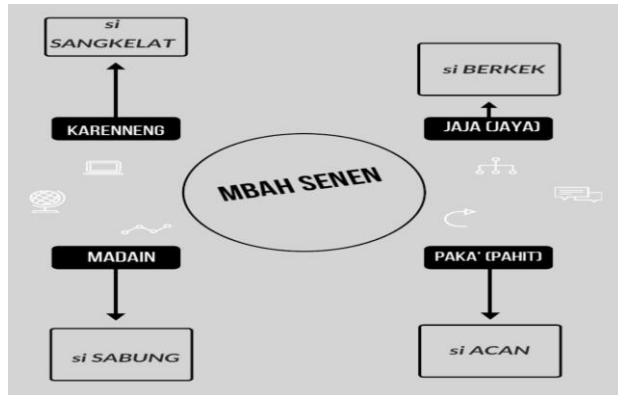 si
SANGKELAT
si BERKEK
KARENNENG
JAJA (JAYA)
MBAH SENEN
MADAIN
PAKA' (PAHIT)
si SABUNG
si ACAN